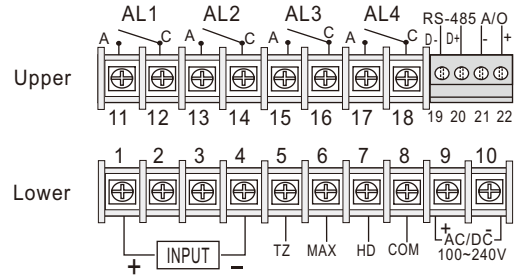 AL1 AL2 AL3 AL4 RS-485 A/O
A C A C A C A C D- D+ - +
Upper
11 12 13 14 15 16 17 18 19 20 21 22
1 2 3 4 5 6 7 8 9 10
Lower
+ INPUT - TZ MAX HD COM + AC/DC -
100~240V